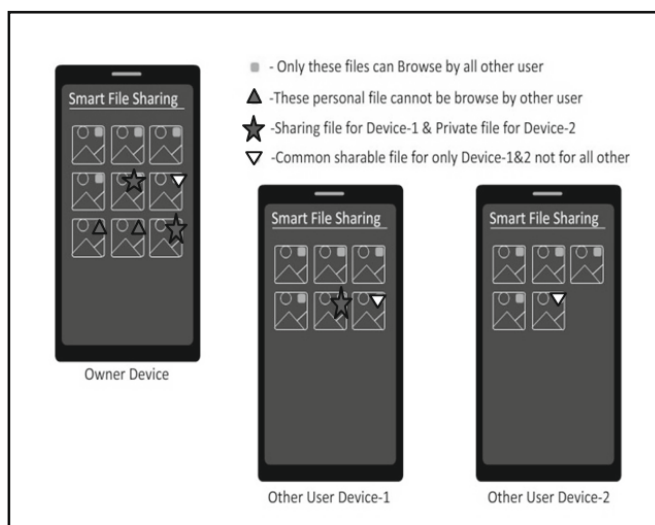 Smart File Sharing
- Only these files can Browse by all other user
-These personal file cannot be browse by other user
-Sharing file for Device-1 & Private file for Device-2
-Common sharable file for only Device-1&2 not for all other
Owner Device
Smart File Sharing
Other User Device-1
Smart File Sharing
Other User Device-2